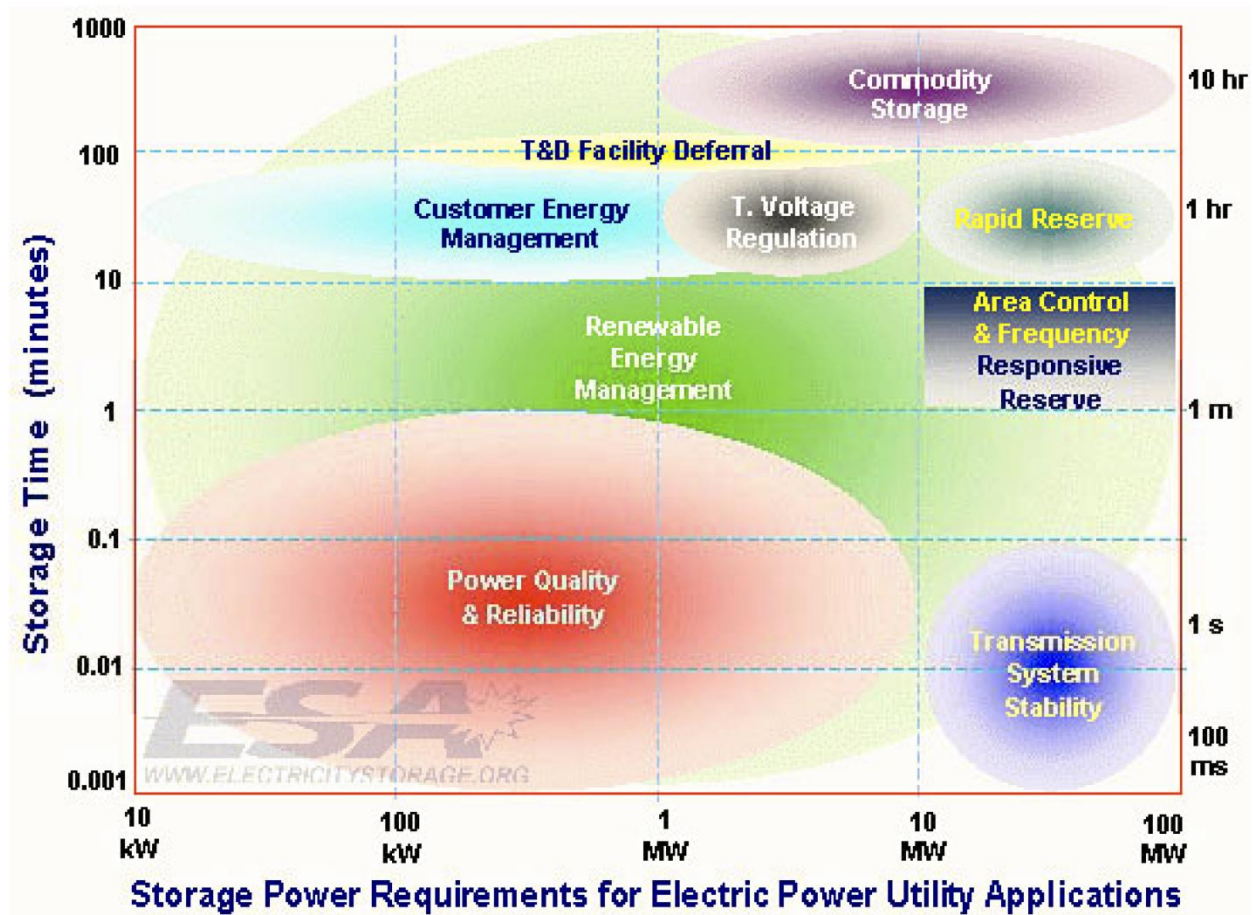 1000
100
10
1
0.1
0.01
0.001
Storage Time (minutes)
Commodity
Storage
T&D Facility Deferral
Customer Energy
Management
T. Voltage
Regulation
Rapid Reserve
Renewable
Energy
Management
Area Control
& Frequency
Responsive
Reserve
Power Quality
& Reliability
Transmission
System
Stability
ESA
WWW.ELECTRICITYSTORAGE.ORG
10 hr
1 hr
1 m
1 s
100
ms
10
kW
100
kW
1
MW
10
MW
100
MW
Storage Power Requirements for Electric Power Utility Applications